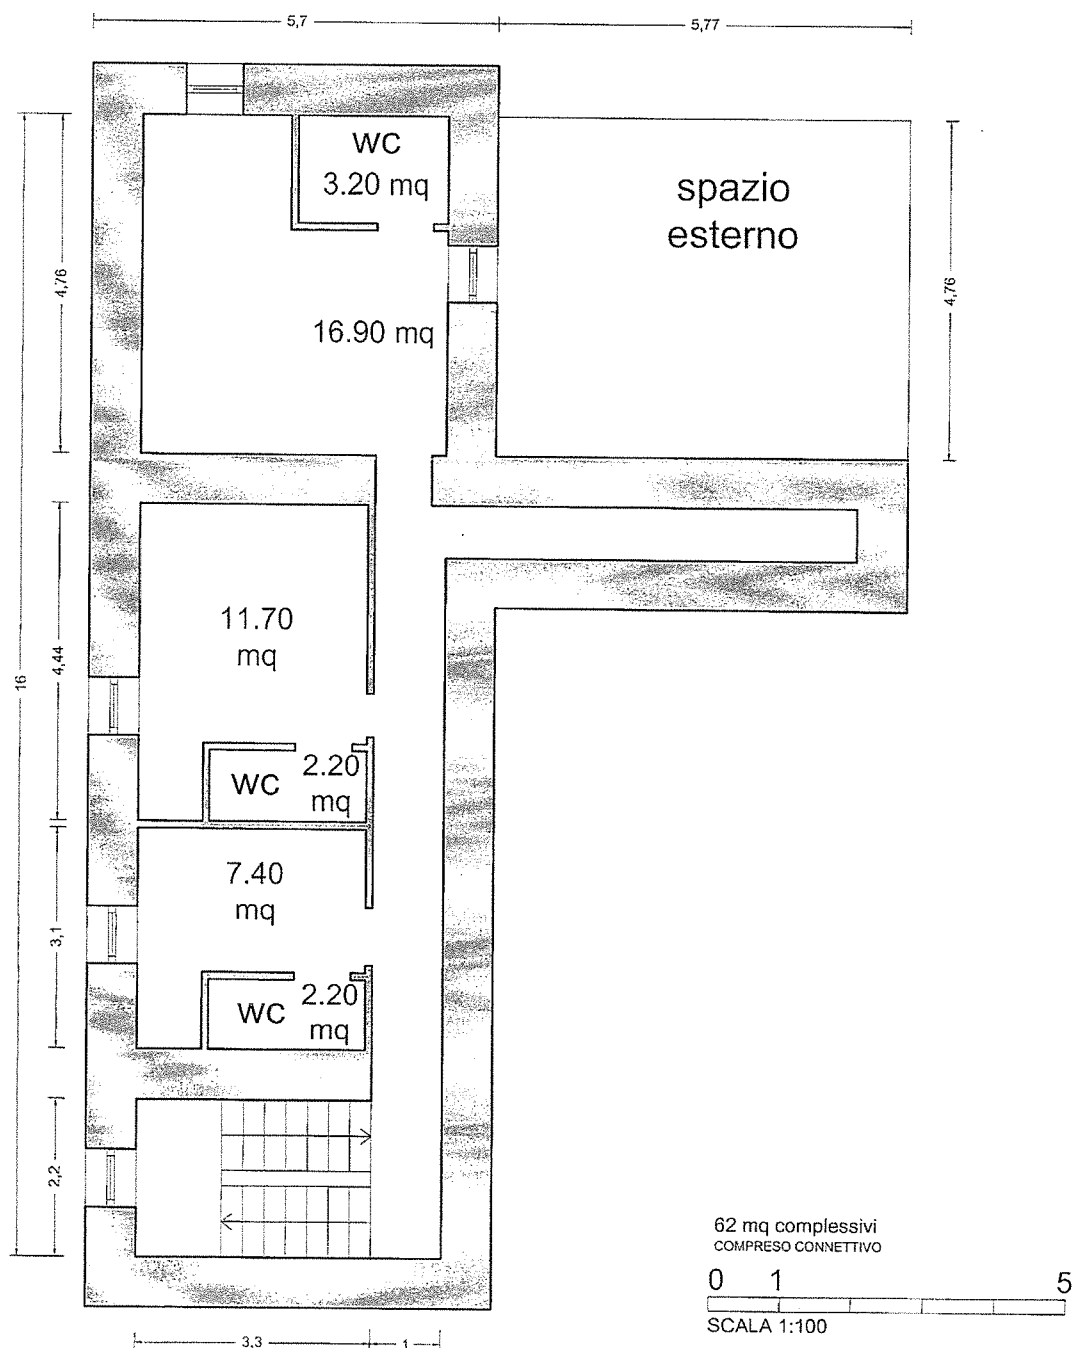 5,7
5,77
WC
3.20 mq
spazio
esterno
4,76
4,76
16.90 mq
11.70
mq
4,44
16
WC
2.20
mq
7.40
mq
3,1
WC
2.20
mq
2,2
62 mq complessivi
COMPRESO CONNETTIVO
0 1 5
SCALA 1:100
3,3
1